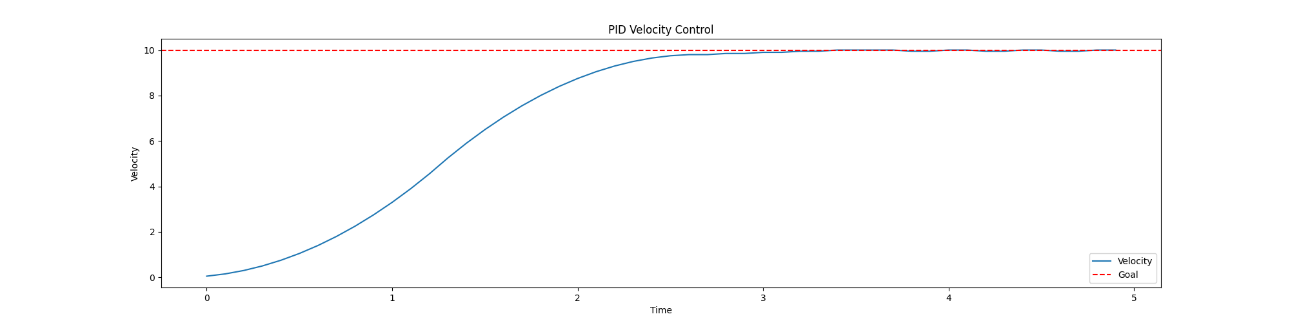 PID Velocity Control
10
8
6
4
2
0
Velocity
0 1 2 3 4 5
Time
Velocity
Goal